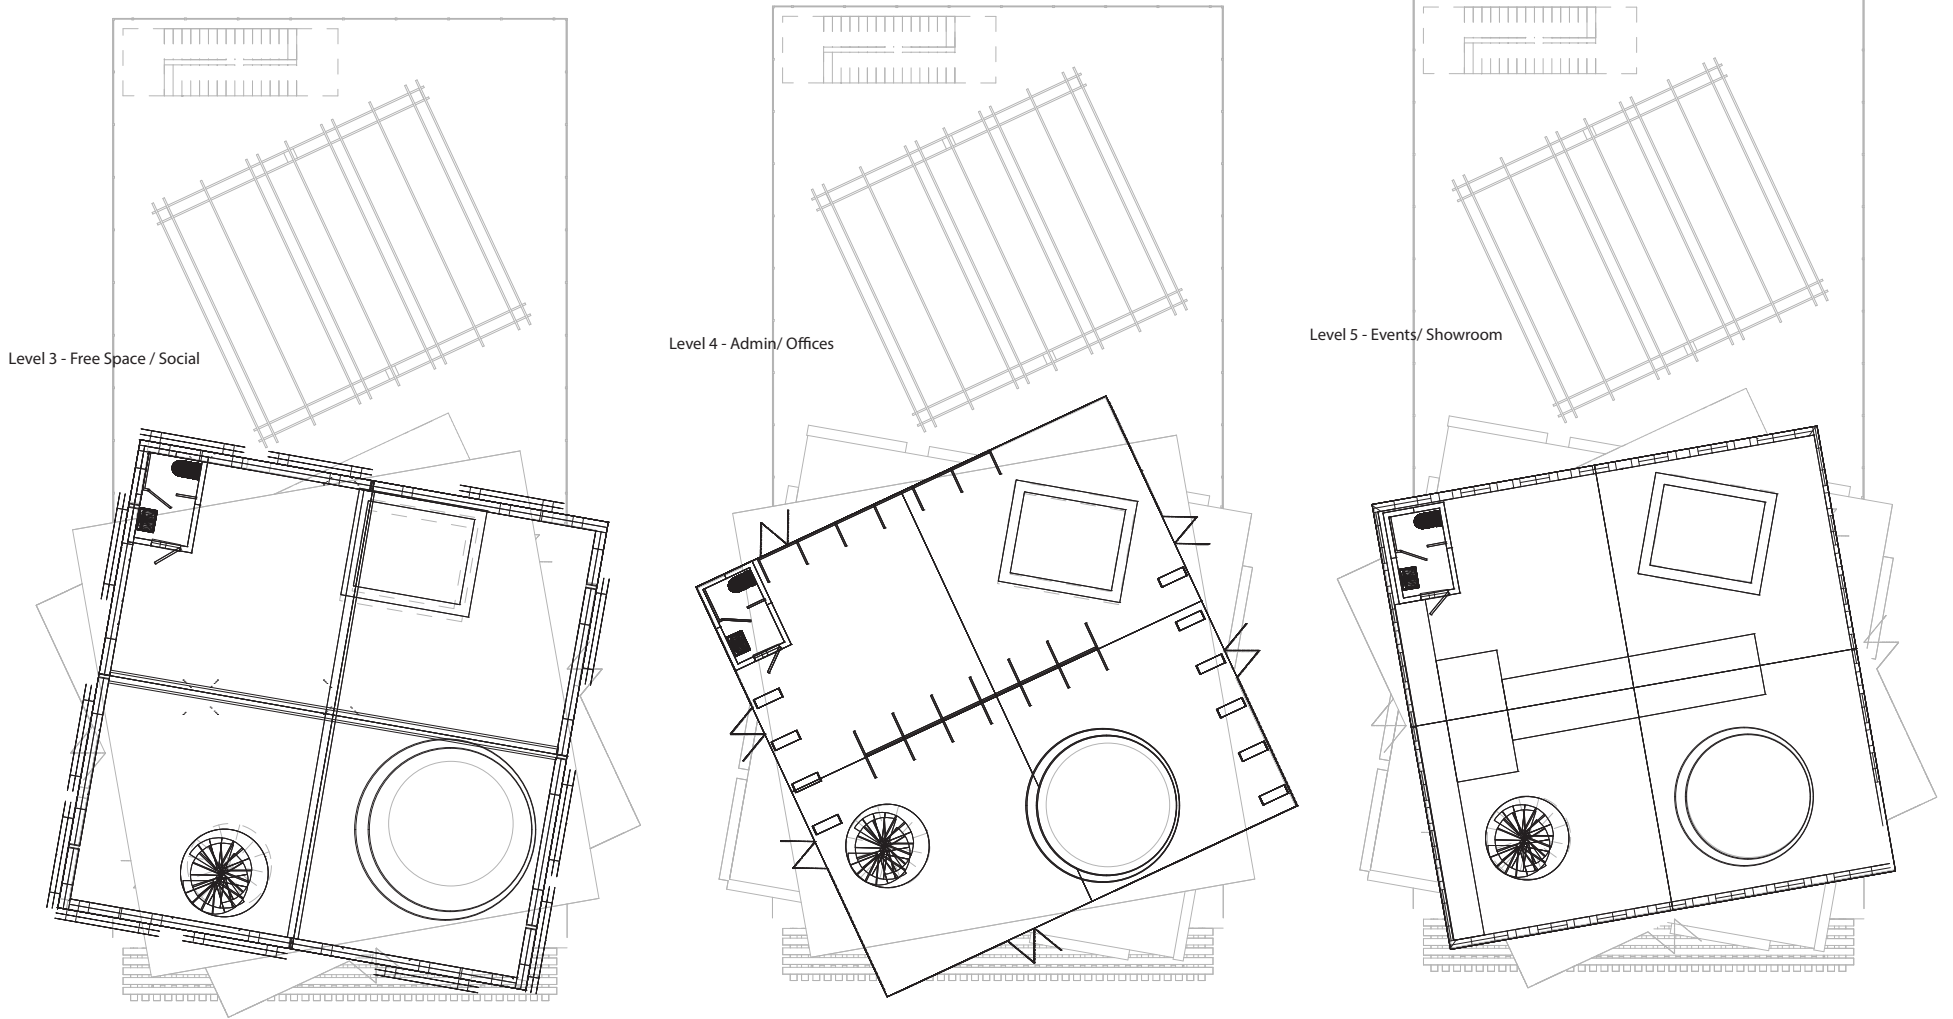 Level 3 - Free Space / Social
Level 4 - Admin/ Offices
Level 5 - Events/ Showroom